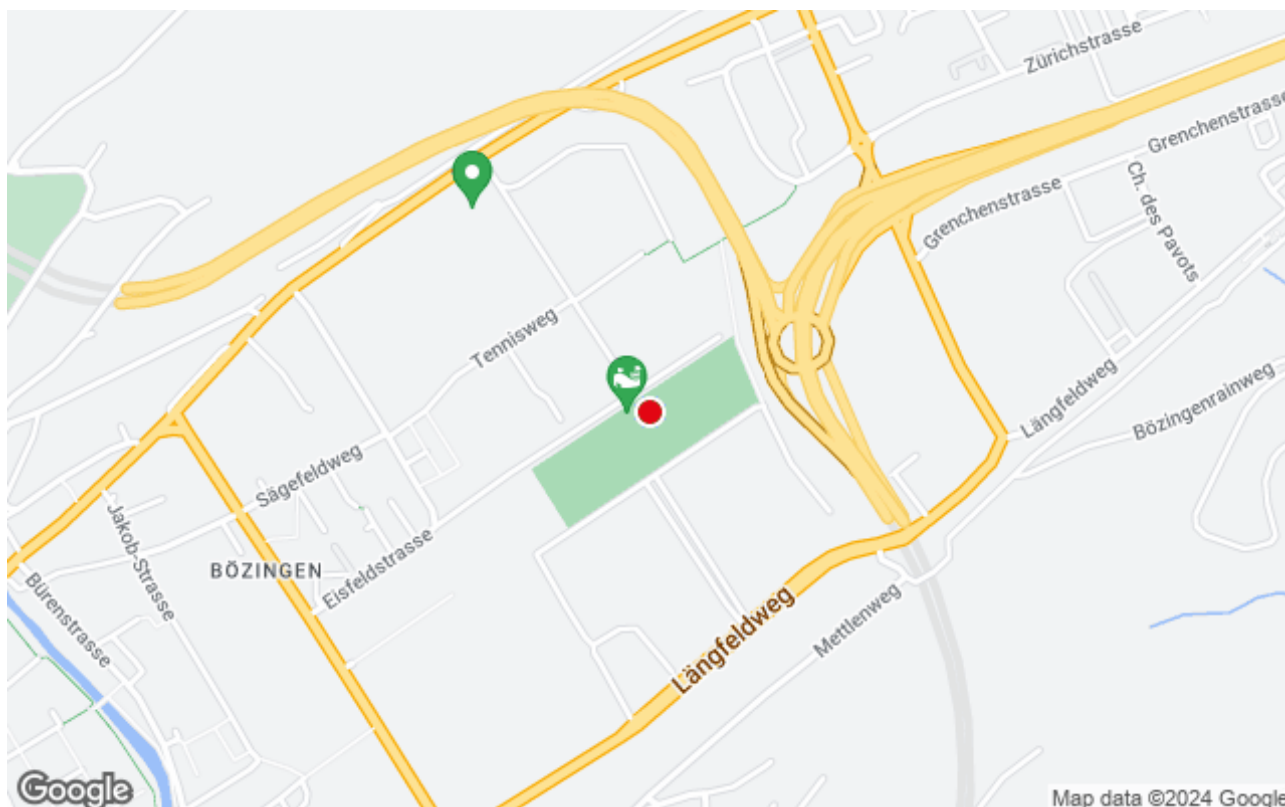 Zürichstrasse
Grenchenstrasse
Grenchenstrasse
Ch. des Pavots
Tennisweg
Längfeldweg
Bözingenrainweg
Sägefeldweg
Jakob-Strasse
BÖZINGEN
Eisfeldstrasse
Bürenstrasse
Längfeldweg
Mettlenweg
Google
Map data ©2024 Google